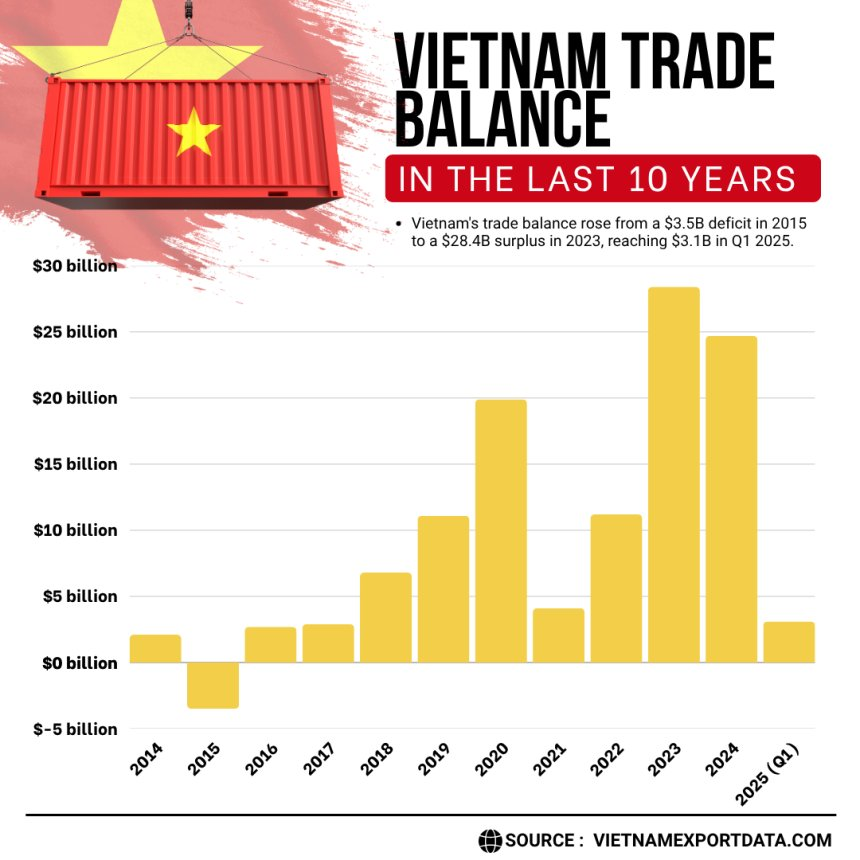 VIETNAM TRADE
BALANCE
IN THE LAST 10 YEARS
• Vietnam's trade balance rose from a $3.5B deficit in 2015
to a $28.4B surplus in 2023, reaching $3.1B in Q1 2025.
$30 billion
$25 billion
$20 billion
$15 billion
$10 billion
$5 billion
$0 billion
$-5 billion
2014
2015
2016
2017
2018
2019
2020
2021
2022
2023
2024
2025 (Q1)
SOURCE : VIETNAMEXPORTDATA.COM